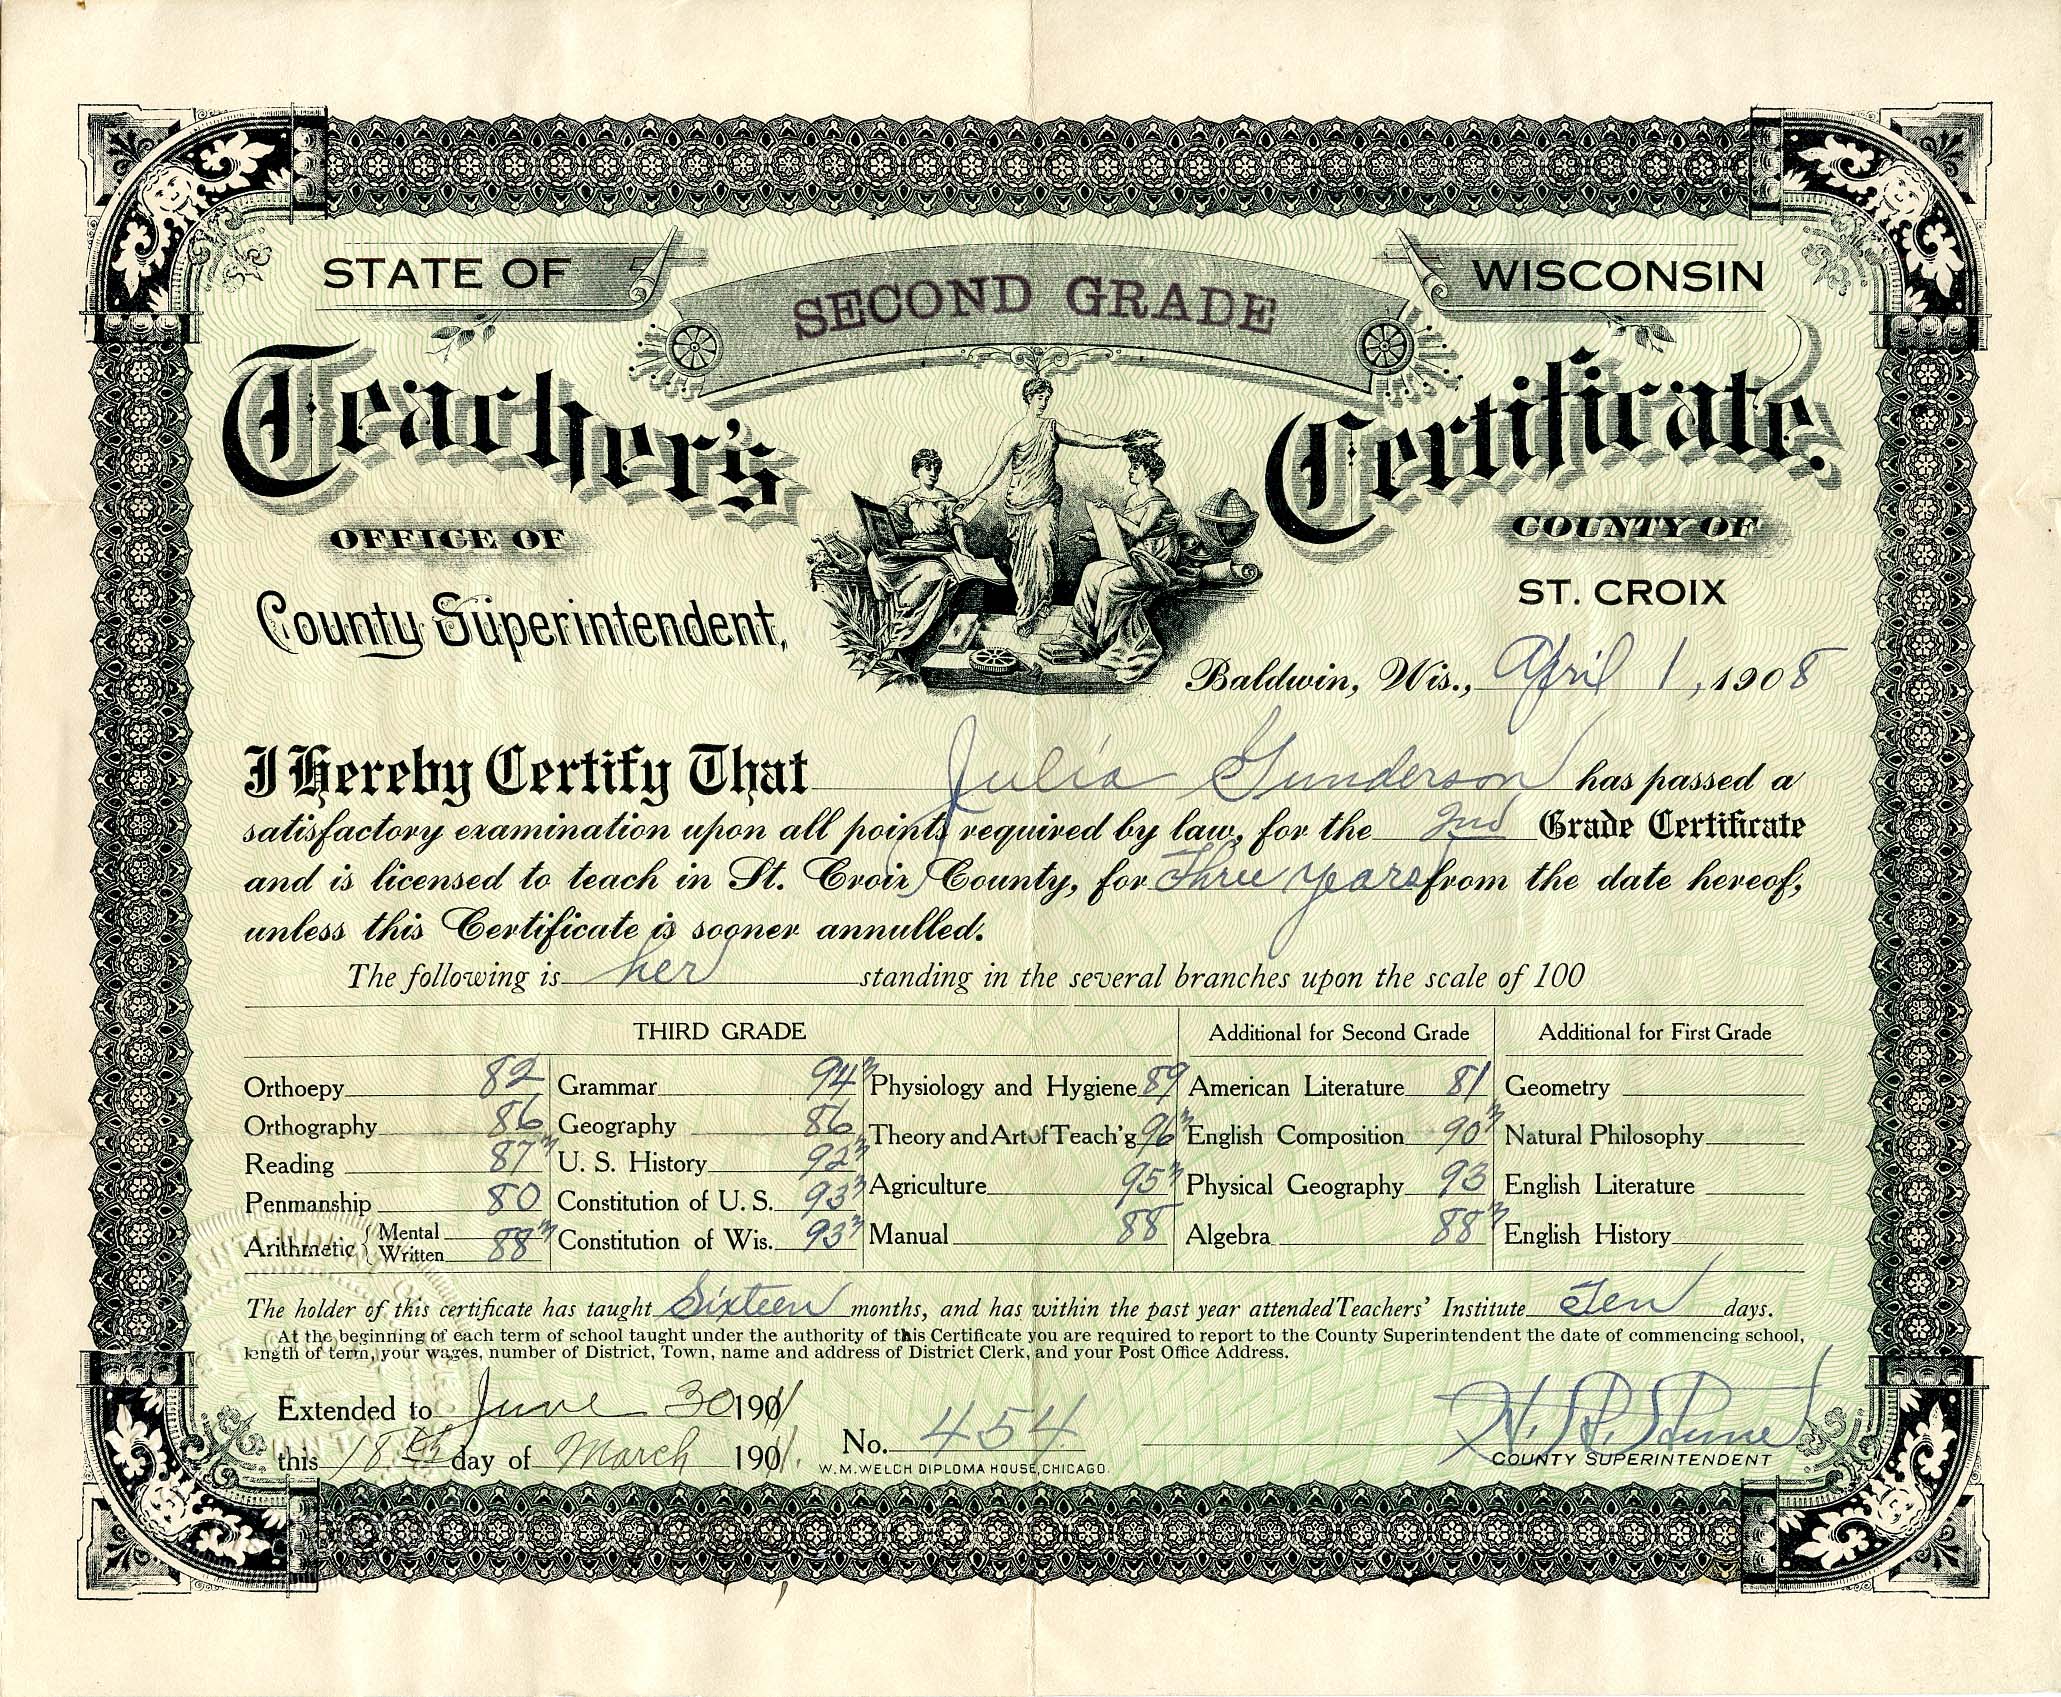 STATE OF SECOND GRADE WISCONSIN
Teacher's Certificate.
OFFICE OF COUNTY OF
County Superintendent, ST. CROIX
Baldwin, Wis., April 1, 1908
I Hereby Certify That Julia Gunderson has passed a
satisfactory examination upon all points required by law, for the 2nd Grade Certificate
and is licensed to teach in St. Croix County, for Three years from the date hereof,
unless this Certificate is sooner annulled.
The following is her standing in the several branches upon the scale of 100
THIRD GRADE Additional for Second Grade Additional for First Grade
Orthoepy 82 Grammar 94m Physiology and Hygiene 89 American Literature 81 Geometry
Orthography 86 Geography 86 Theory and Art of Teach'g 96m English Composition 90m Natural Philosophy
Reading 87m U. S. History 92m Agriculture 95m Physical Geography 93 English Literature
Penmanship 80 Constitution of U. S. 93m Manual 88 Algebra 88m English History
Arithmetic { Mental Written 88m Constitution of Wis. 93m
The holder of this certificate has taught Sixteen months, and has within the past year attended Teachers' Institute Ten days.
At the beginning of each term of school taught under the authority of this Certificate you are required to report to the County Superintendent the date of commencing school,
length of term, your wages, number of District, Town, name and address of District Clerk, and your Post Office Address.
Extended to June 30 1911
this 18th day of March 1911.
No. 454
W.M.WELCH DIPLOMA HOUSE, CHICAGO.
COUNTY SUPERINTENDENT